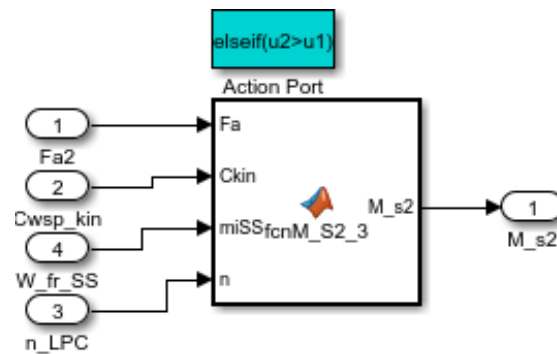 elseif(u2>u1)
Action Port
1
Fa2
2
Cwsp_kin
4
W_fr_SS
3
n_LPC
Fa
Ckin
miSS
n
fcnM_S2_3
M_s2
1
M_s2